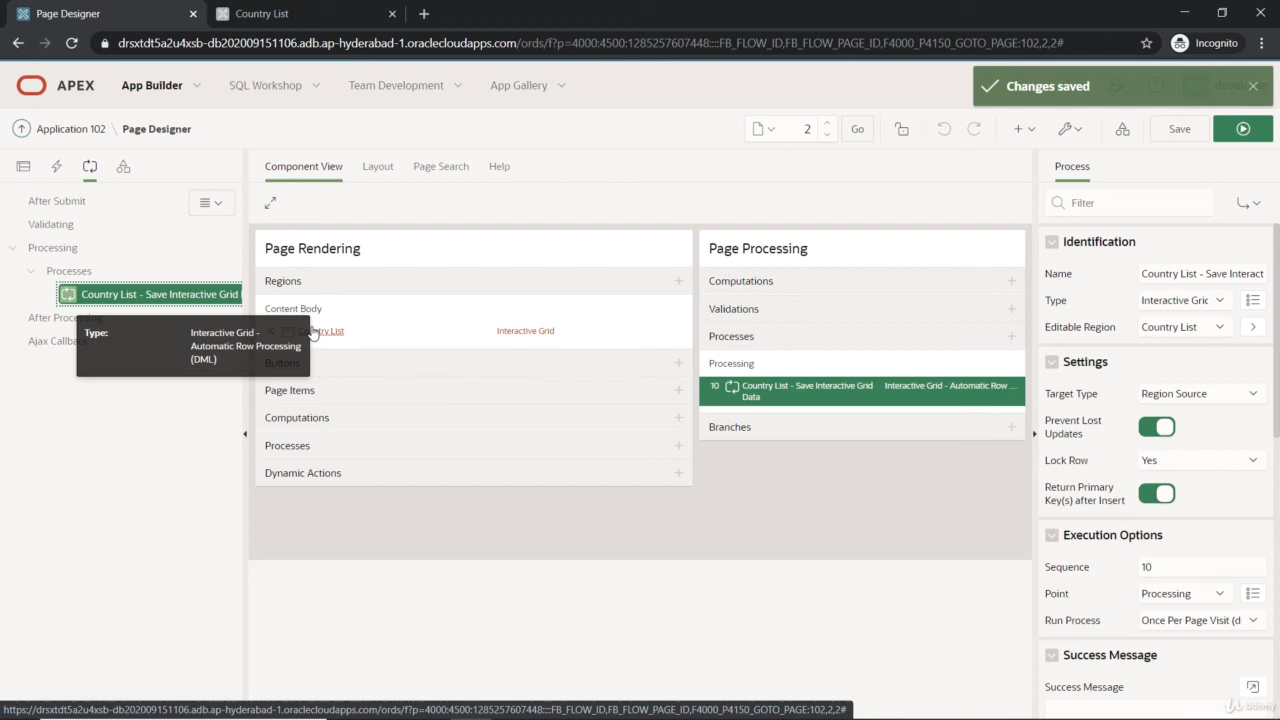 Page Designer
Country List
drsxtdt5a2u4xsb-db202009151106.adb.ap-hyderabad-1.oraclecloudapps.com/ords/f?p=4000:4500:1285257607448::::FB_FLOW_ID,FB_FLOW_PAGE_ID,F4000_P4150_GOTO_PAGE:102,2,2#
Incognito
APEX
App Builder
SQL Workshop
Team Development
App Gallery
Changes saved
Application 102 \ Page Designer
2
Go
Save
Component View
Layout
Page Search
Help
Process
After Submit
Validating
Processing
Processes
Country List - Save Interactive Grid
After
Ajax
Type:
Interactive Grid -
Automatic Row Processing
(DML)
Page Rendering
Regions
Content Body
Interactive Grid
Buttons
Page Items
Computations
Processes
Dynamic Actions
Page Processing
Computations
Validations
Processes
Processing
10 Country List - Save Interactive Grid
Data
Interactive Grid - Automatic Row ...
Branches
Filter
Identification
Name Country List - Save Interact
Type Interactive Gric
Editable Region Country List
Settings
Target Type Region Source
Prevent Lost
Updates
Lock Row Yes
Return Primary
Key(s) after Insert
Execution Options
Sequence 10
Point Processing
Run Process Once Per Page Visit (d
Success Message
Success Message
https://drsxtdt5a2u4xsb-db202009151106.adb.ap-hyderabad-1.oraclecloudapps.com/ords/f?p=4000:4500:1285257607448::::FB_FLOW_ID,FB_FLOW_PAGE_ID,F4000_P4150_GOTO_PAGE:102,2,2#
Udemy